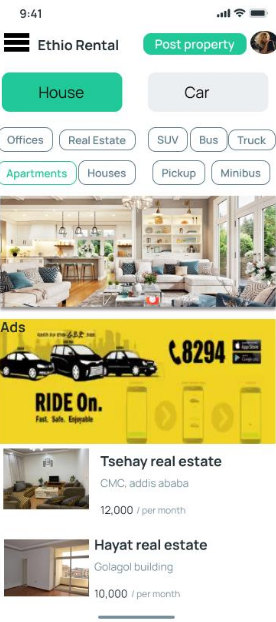 9:41
Ethio Rental
Post property
House
Car
Offices
Real Estate
SUV
Bus
Truck
Apartments
Houses
Pickup
Minibus
Ads
8294
RIDE On.
Fast. Safe. Enjoyable
Tsehay real estate
CMC, addis ababa
12,000 / per month
Hayat real estate
Golagol building
10,000 / per month